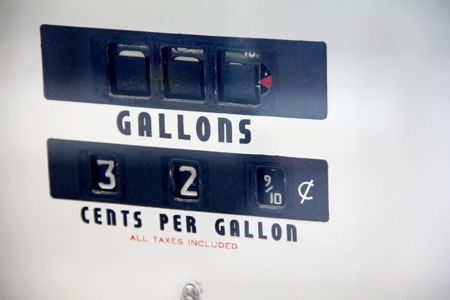 GALLONS
3 2 9/10 ¢
CENTS PER GALLON
ALL TAXES INCLUDED